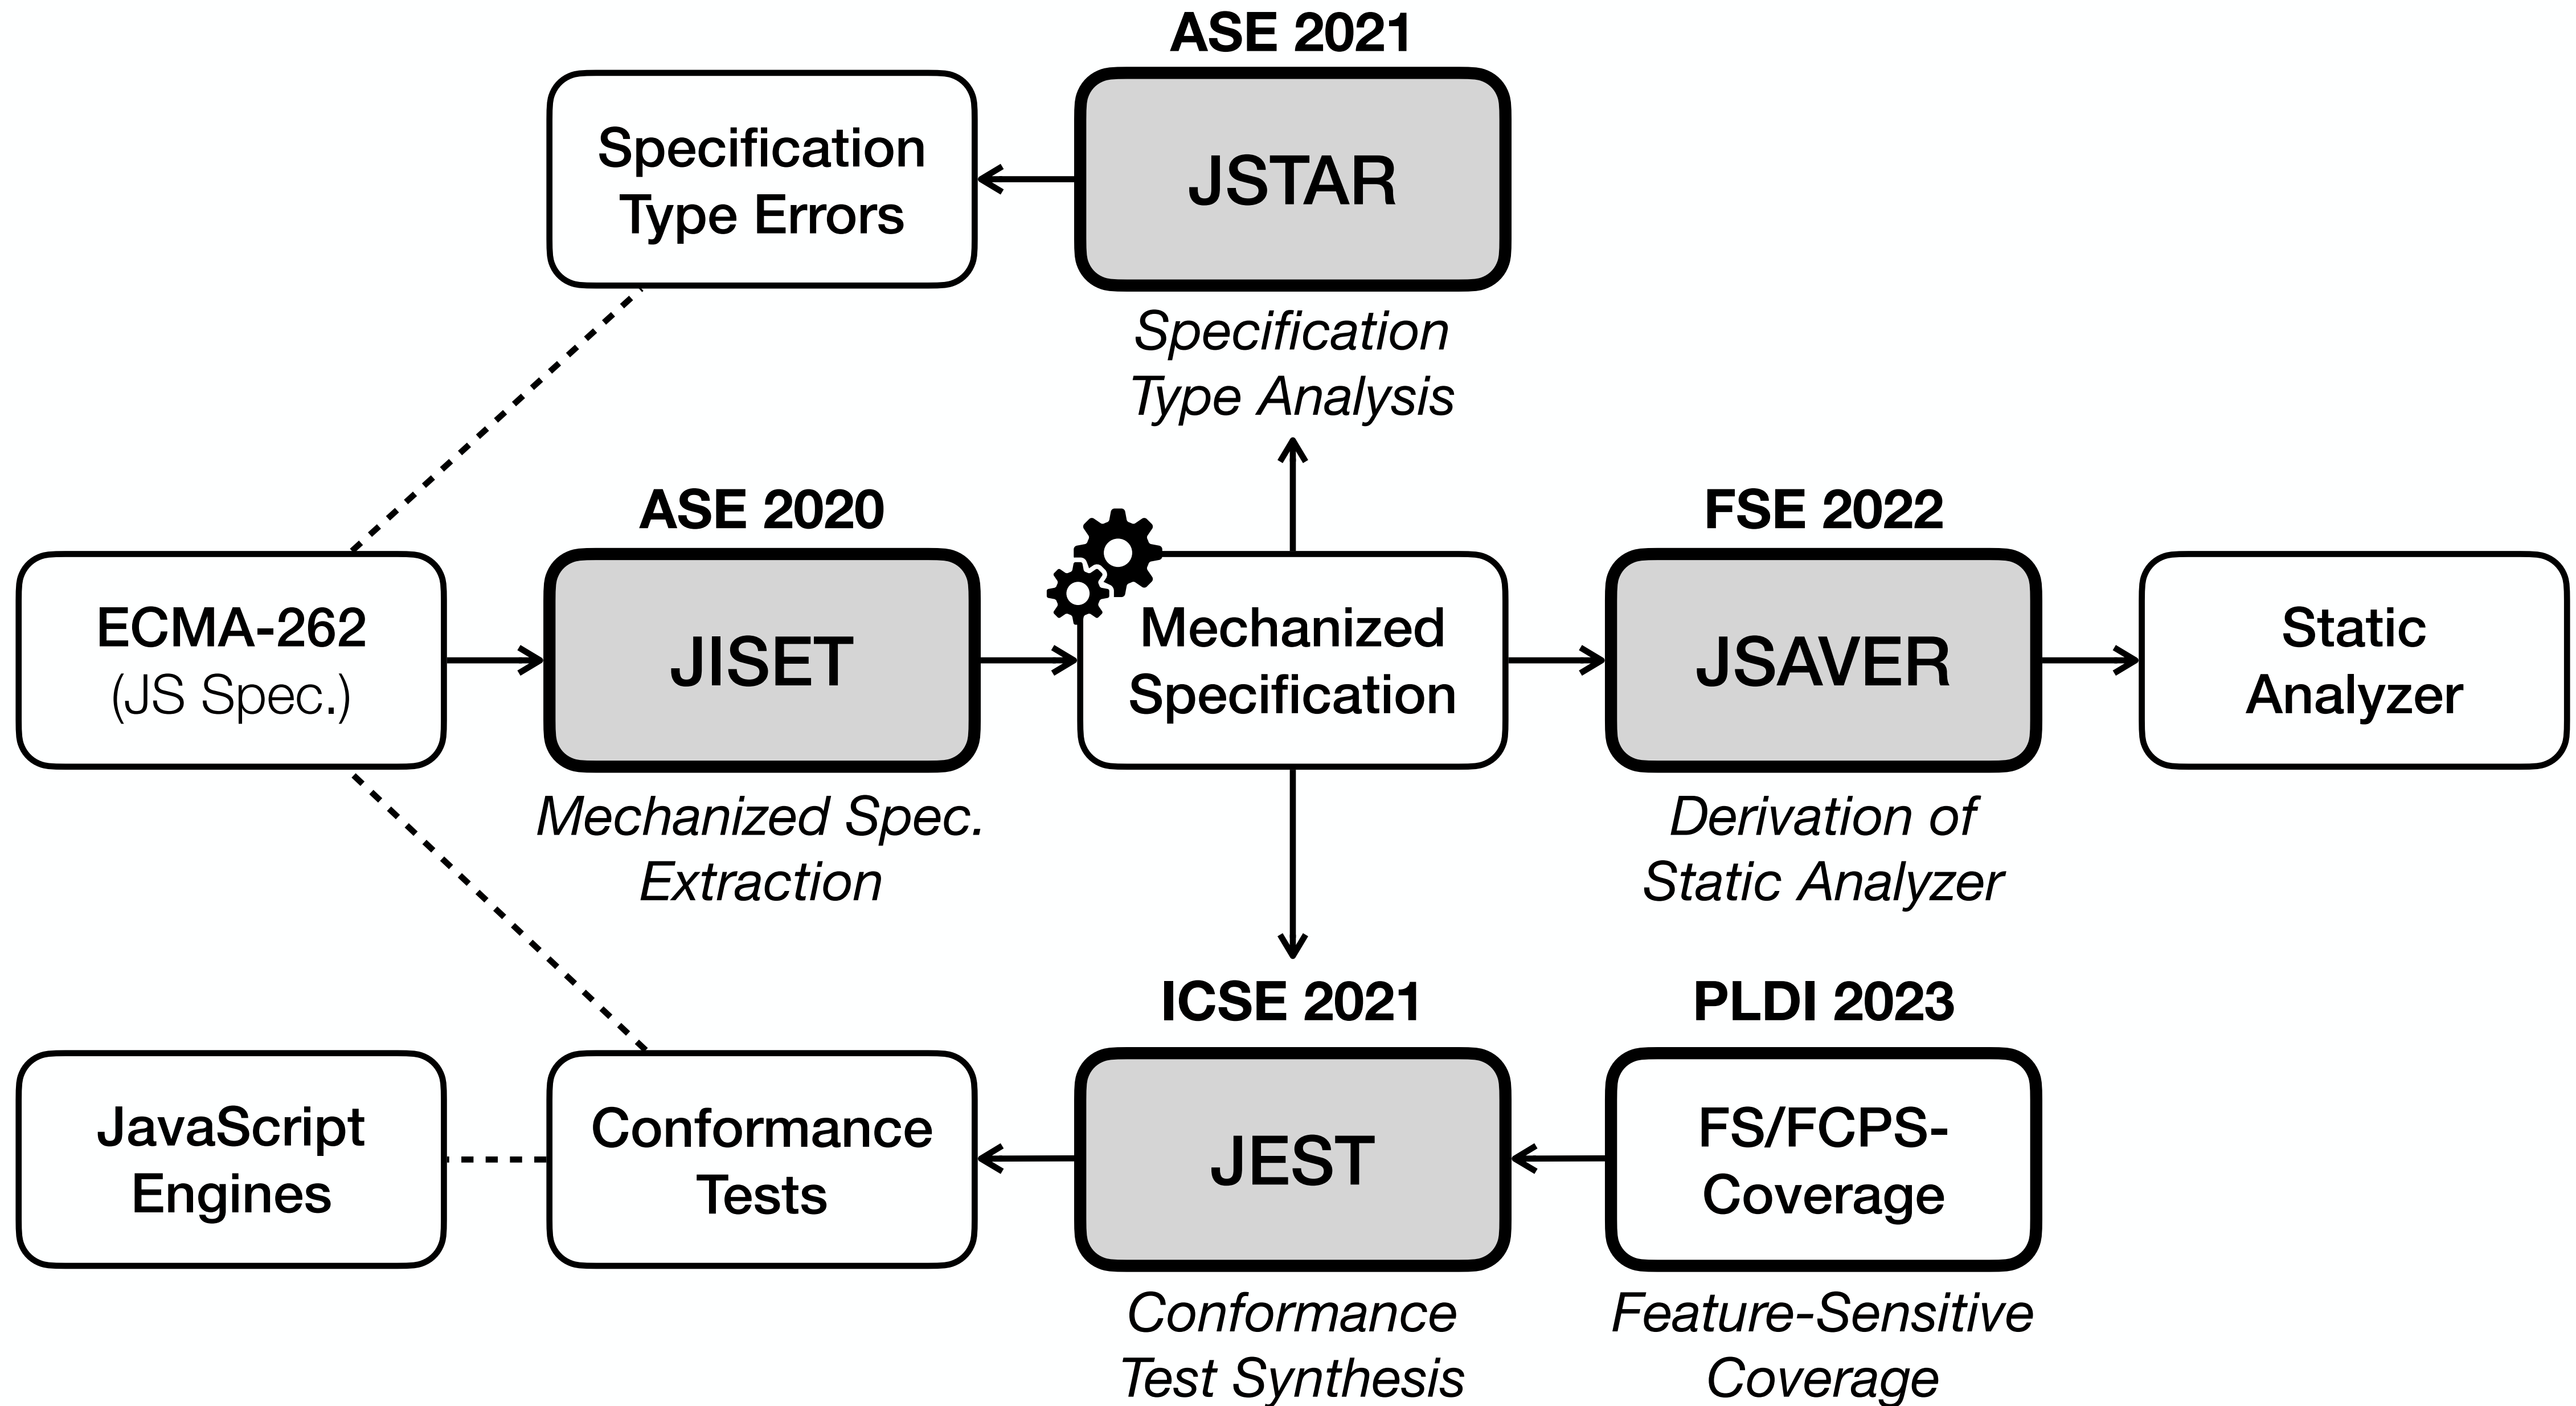 ASE 2021
Specification
Type Errors
JSTAR
Specification
Type Analysis
ASE 2020
FSE 2022
ECMA-262
(JS Spec.)
JISET
Mechanized
Specification
JSAVER
Static
Analyzer
Mechanized Spec.
Extraction
Derivation of
Static Analyzer
ICSE 2021
PLDI 2023
JavaScript
Engines
Conformance
Tests
JEST
FS/FCPS-
Coverage
Conformance
Test Synthesis
Feature-Sensitive
Coverage